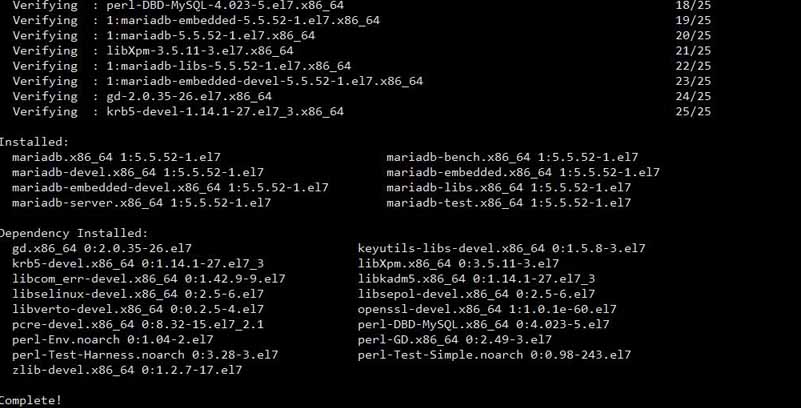 Verifying  : perl-DBD-MySQL-4.023-5.el7.x86_64 18/25
Verifying  : 1:mariadb-embedded-5.5.52-1.el7.x86_64 19/25
Verifying  : 1:mariadb-5.5.52-1.el7.x86_64 20/25
Verifying  : libXpm-3.5.11-3.el7.x86_64 21/25
Verifying  : 1:mariadb-libs-5.5.52-1.el7.x86_64 22/25
Verifying  : 1:mariadb-embedded-devel-5.5.52-1.el7.x86_64 23/25
Verifying  : gd-2.0.35-26.el7.x86_64 24/25
Verifying  : krb5-devel-1.14.1-27.el7_3.x86_64 25/25
Installed:
mariadb.x86_64 1:5.5.52-1.el7 mariadb-bench.x86_64 1:5.5.52-1.el7
mariadb-devel.x86_64 1:5.5.52-1.el7 mariadb-embedded.x86_64 1:5.5.52-1.el7
mariadb-embedded-devel.x86_64 1:5.5.52-1.el7 mariadb-libs.x86_64 1:5.5.52-1.el7
mariadb-server.x86_64 1:5.5.52-1.el7 mariadb-test.x86_64 1:5.5.52-1.el7
Dependency Installed:
gd.x86_64 0:2.0.35-26.el7 keyutils-libs-devel.x86_64 0:1.5.8-3.el7
krb5-devel.x86_64 0:1.14.1-27.el7_3 libXpm.x86_64 0:3.5.11-3.el7
libcom_err-devel.x86_64 0:1.42.9-9.el7 libkadm5.x86_64 0:1.14.1-27.el7_3
libselinux-devel.x86_64 0:2.5-6.el7 libsepol-devel.x86_64 0:2.5-6.el7
libverto-devel.x86_64 0:0.2.5-4.el7 openssl-devel.x86_64 1:1.0.1e-60.el7
pcre-devel.x86_64 0:8.32-15.el7_2.1 perl-DBD-MySQL.x86_64 0:4.023-5.el7
perl-Env.noarch 0:1.04-2.el7 perl-GD.x86_64 0:2.49-3.el7
perl-Test-Harness.noarch 0:3.28-3.el7 perl-Test-Simple.noarch 0:0.98-243.el7
zlib-devel.x86_64 0:1.2.7-17.el7
Complete!